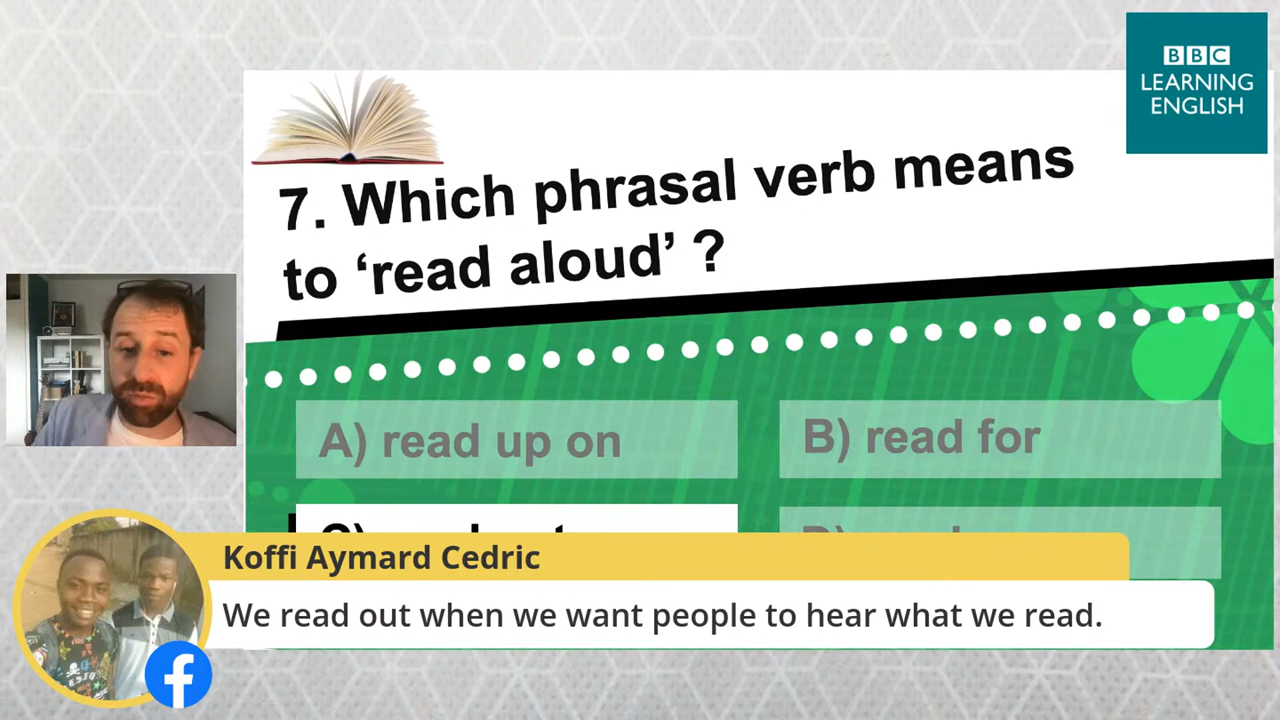 BBC
LEARNING
ENGLISH
7. Which phrasal verb means
to ‘read aloud’ ?
A) read up on
B) read for
Koffi Aymard Cedric
We read out when we want people to hear what we read.